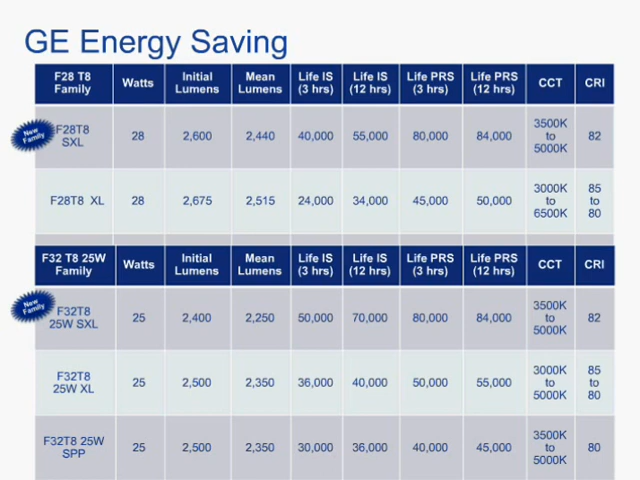 GE Energy Saving
F28 T8 Family | Watts | Initial Lumens | Mean Lumens | Life IS (3 hrs) | Life IS (12 hrs) | Life PRS (3 hrs) | Life PRS (12 hrs) | CCT | CRI
New Family
F28T8 SXL | 28 | 2,600 | 2,440 | 40,000 | 55,000 | 80,000 | 84,000 | 3500K to 5000K | 82
F28T8 XL | 28 | 2,675 | 2,515 | 24,000 | 34,000 | 45,000 | 50,000 | 3000K to 6500K | 85 to 80
F32 T8 25W Family | Watts | Initial Lumens | Mean Lumens | Life IS (3 hrs) | Life IS (12 hrs) | Life PRS (3 hrs) | Life PRS (12 hrs) | CCT | CRI
New Family
F32T8 25W SXL | 25 | 2,400 | 2,250 | 50,000 | 70,000 | 80,000 | 84,000 | 3500K to 5000K | 82
F32T8 25W XL | 25 | 2,500 | 2,350 | 36,000 | 40,000 | 50,000 | 55,000 | 3000K to 5000K | 85 to 80
F32T8 25W SPP | 25 | 2,500 | 2,350 | 30,000 | 36,000 | 40,000 | 45,000 | 3500K to 5000K | 80